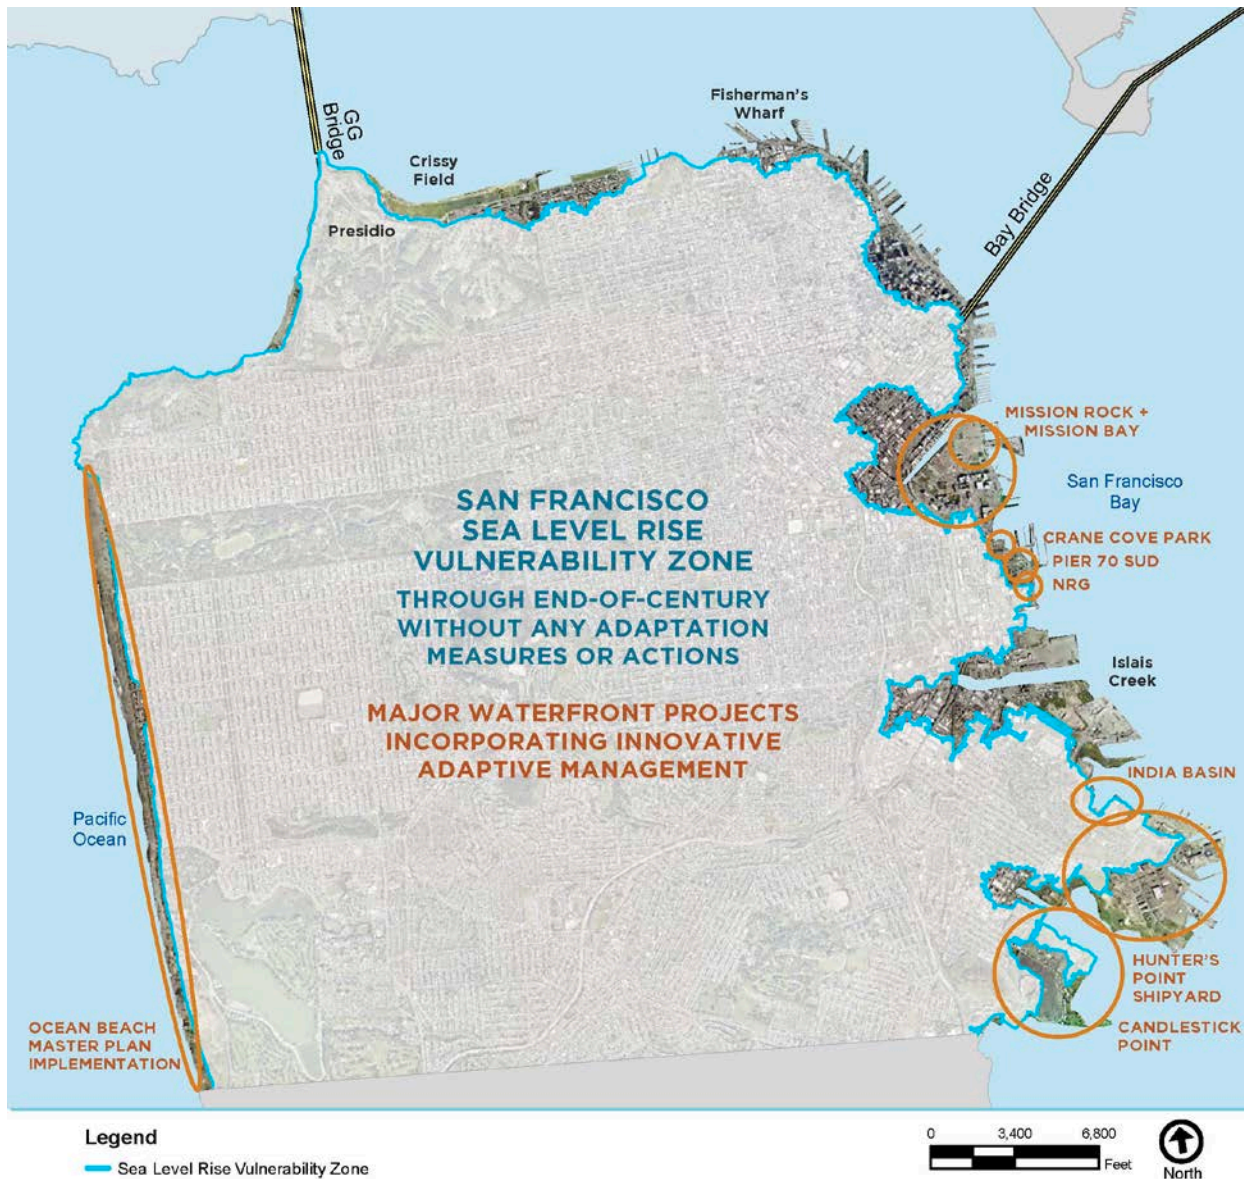 Fisherman's
Wharf
GG
Bridge
Crissy
Field
Presidio
Bay Bridge
MISSION ROCK +
MISSION BAY
San Francisco
Bay
CRANE COVE PARK
PIER 70 SUD
NRG
SAN FRANCISCO
SEA LEVEL RISE
VULNERABILITY ZONE
THROUGH END-OF-CENTURY
WITHOUT ANY ADAPTATION
MEASURES OR ACTIONS
MAJOR WATERFRONT PROJECTS
INCORPORATING INNOVATIVE
ADAPTIVE MANAGEMENT
Islais
Creek
INDIA BASIN
Pacific
Ocean
HUNTER'S
POINT
SHIPYARD
CANDLESTICK
POINT
OCEAN BEACH
MASTER PLAN
IMPLEMENTATION
Legend
Sea Level Rise Vulnerability Zone
0 3,400 6,800
Feet
North